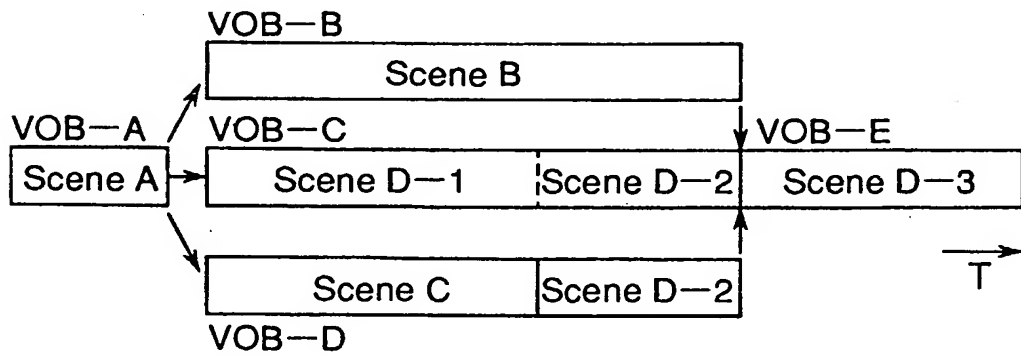 VOB—B
Scene B
VOB—A
VOB—C
VOB—E
Scene A
Scene D—1
Scene D—2
Scene D—3
Scene C
Scene D—2
T
VOB—D